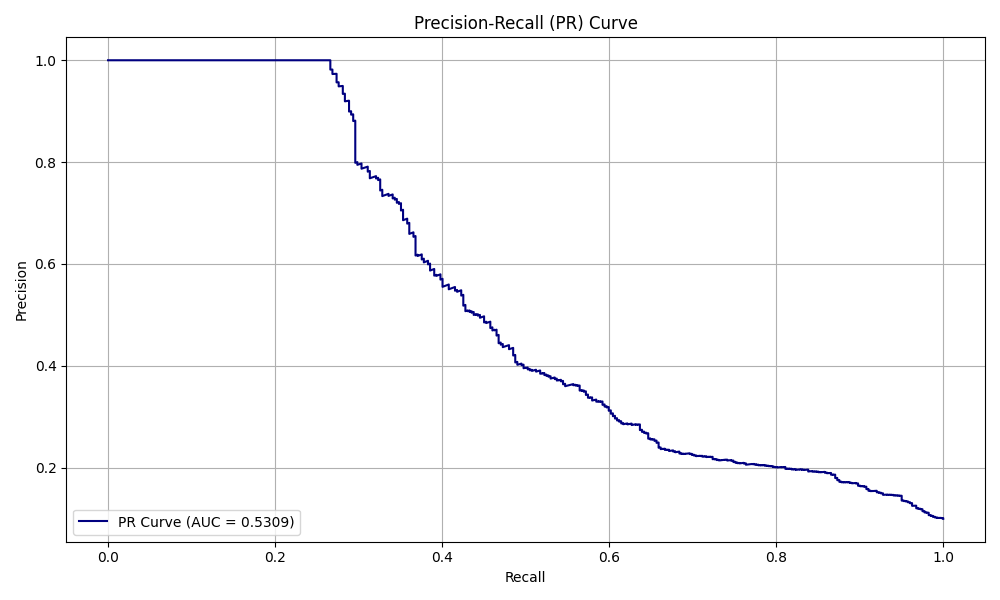 Precision-Recall (PR) Curve
Precision
1.0
0.8
0.6
0.4
0.2
PR Curve (AUC = 0.5309)
0.0 0.2 0.4 0.6 0.8 1.0
Recall